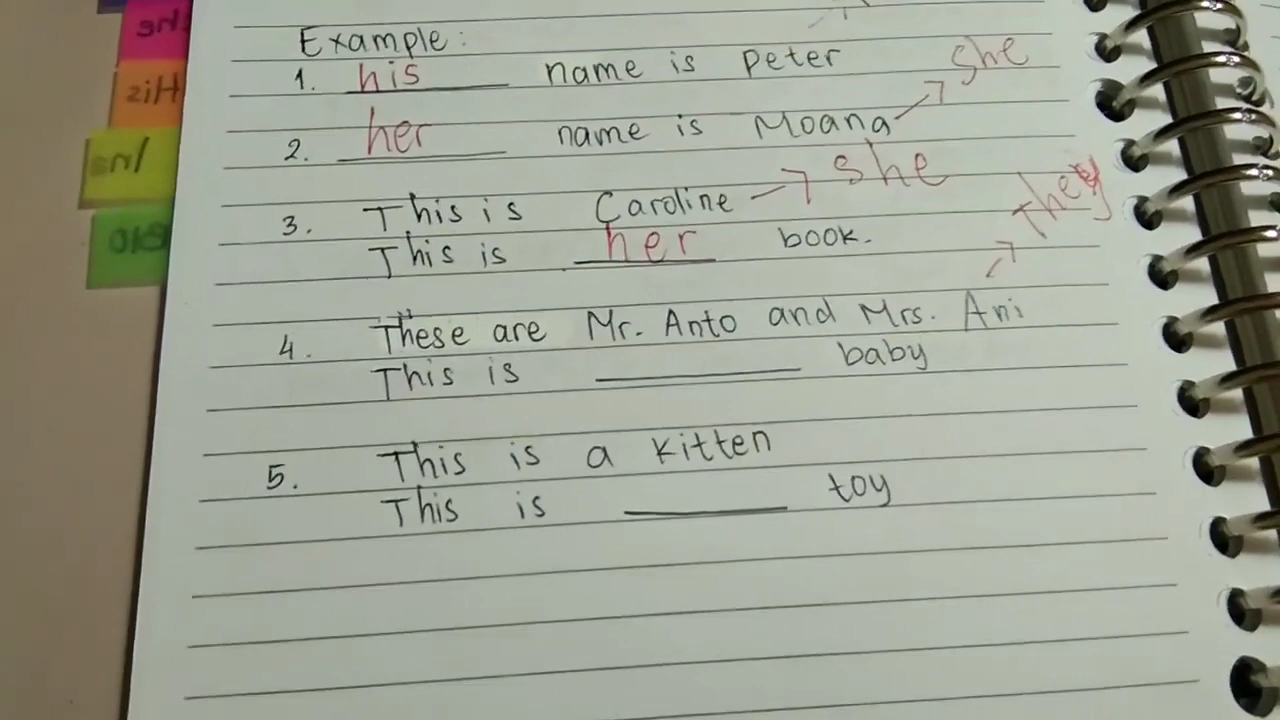 Example:
1. his name is Peter
she
2. her name is Moana
3. This is Caroline she
This is her book.
They
4. These are Mr. Anto and Mrs. Ani
This is baby
5. This is a kitten
This is toy
His